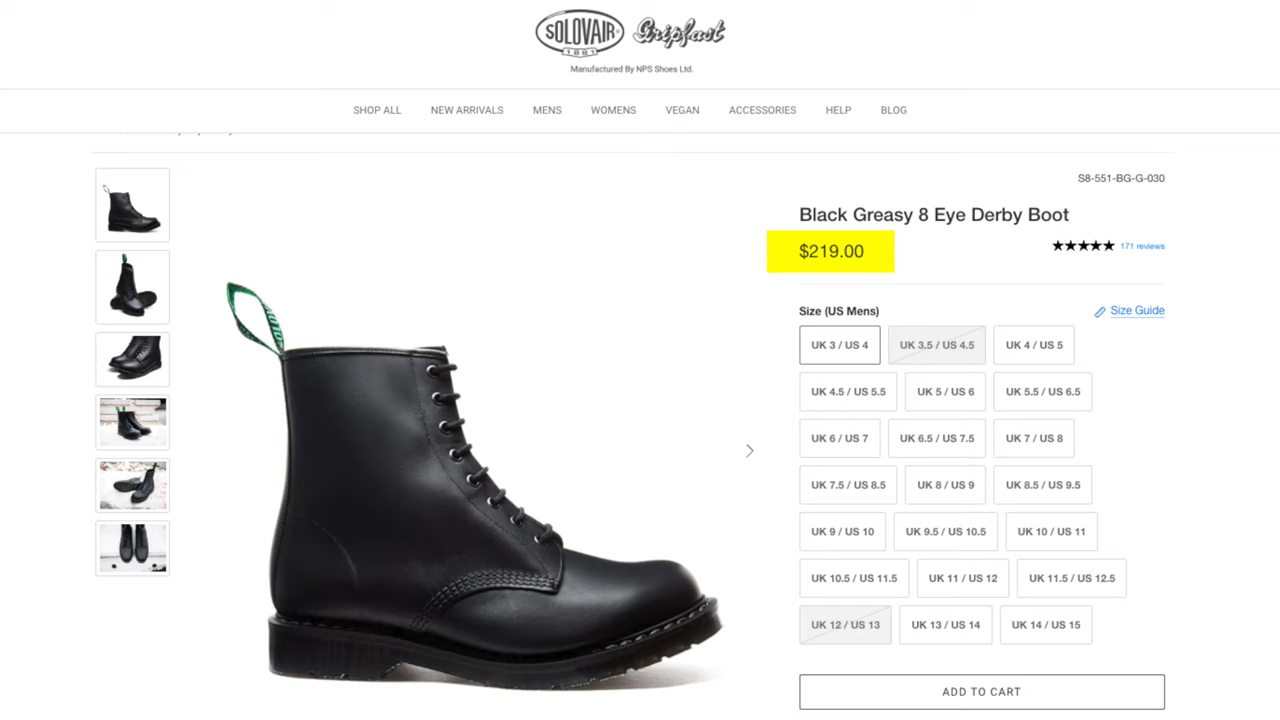 SOLOVAIR Gripfast
1881
Manufactured By NPS Shoes Ltd.
SHOP ALL NEW ARRIVALS MENS WOMENS VEGAN ACCESSORIES HELP BLOG
S8-551-BG-G-030
Black Greasy 8 Eye Derby Boot
$219.00
★★★★★ 171 reviews
Size (US Mens) Size Guide
UK 3 / US 4 UK 3.5 / US 4.5 UK 4 / US 5
UK 4.5 / US 5.5 UK 5 / US 6 UK 5.5 / US 6.5
UK 6 / US 7 UK 6.5 / US 7.5 UK 7 / US 8
UK 7.5 / US 8.5 UK 8 / US 9 UK 8.5 / US 9.5
UK 9 / US 10 UK 9.5 / US 10.5 UK 10 / US 11
UK 10.5 / US 11.5 UK 11 / US 12 UK 11.5 / US 12.5
UK 12 / US 13 UK 13 / US 14 UK 14 / US 15
ADD TO CART